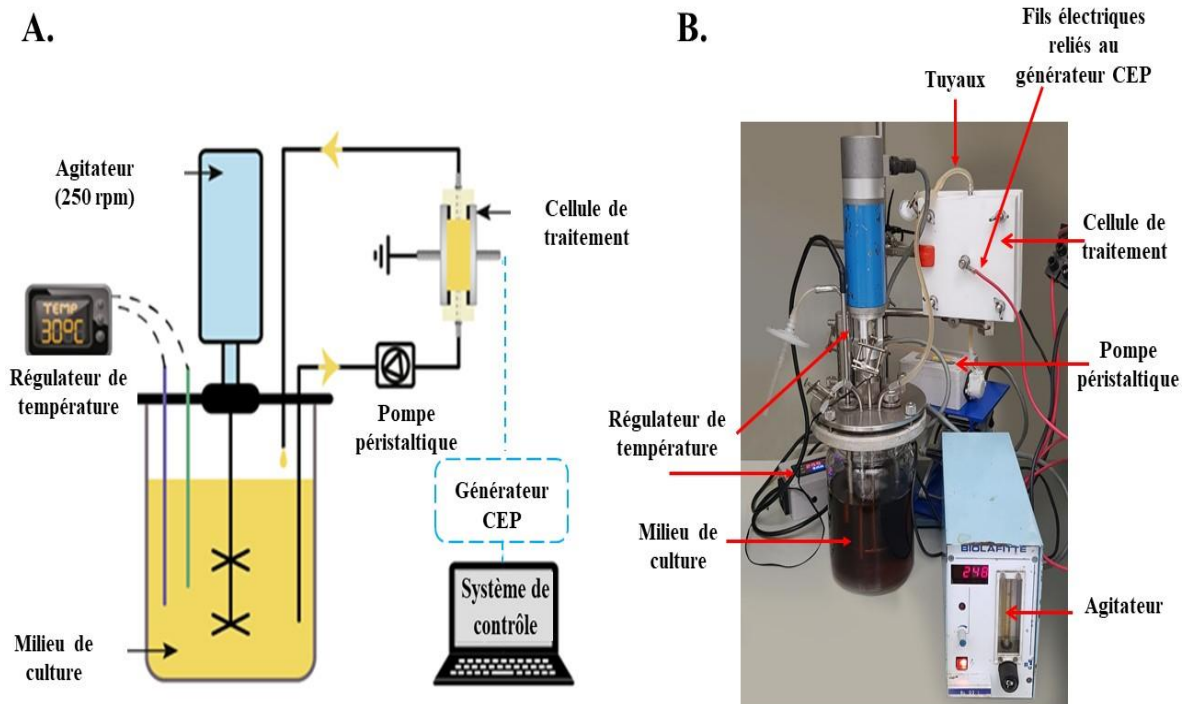 A.
Agitateur
(250 rpm)
TEMP
30°C
Régulateur de
température
Cellule de
traitement
Pompe
péristaltique
Générateur
CEP
Système de
contrôle
Milieu de
culture
B.
Fils électriques
reliés au
générateur CEP
Tuyaux
Cellule de
traitement
Pompe
péristaltique
Régulateur de
température
Milieu de
culture
BIOLAFITTE
246
Agitateur